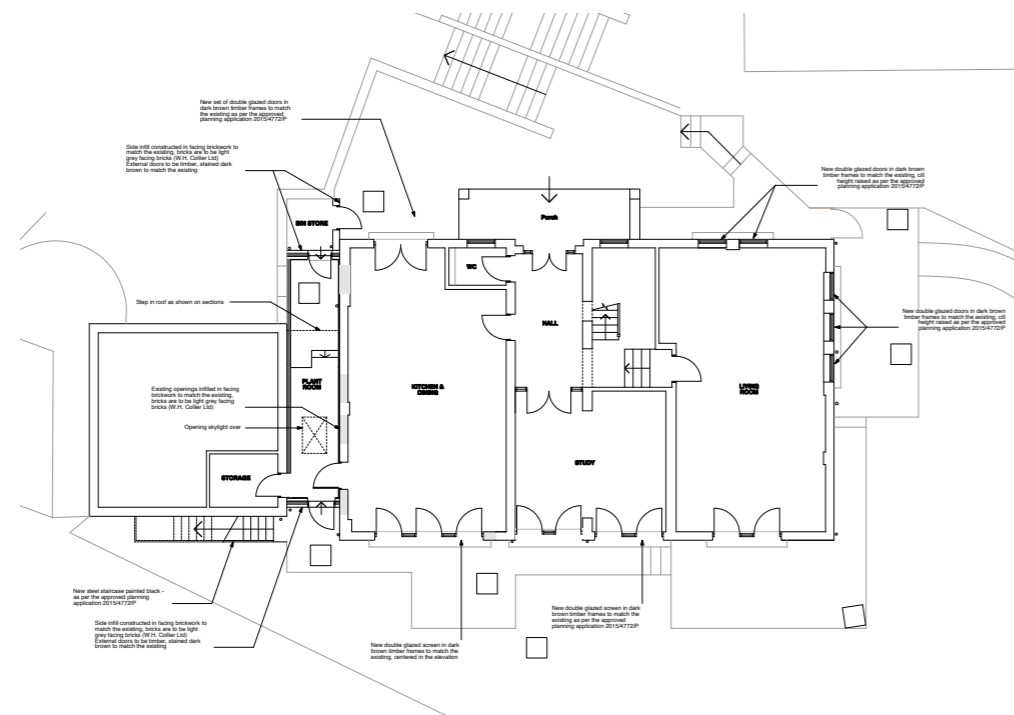 New set of double glazed doors in
dark brown timber frames to match
the existing as per the approved
planning application 2015/4772/P
Side infill constructed in facing brickwork to
match the existing, bricks are to be light
grey facing bricks (W.H. Collier Ltd)
External doors to be timber, stained dark
brown to match the existing
New double glazed doors in dark brown
timber frames to match the existing, cill
height raised as per the approved
planning application 2015/4772/P
Porch
BIN STORE
WC
Step in roof as shown on sections
HALL
New double glazed doors in dark brown
timber frames to match the existing, cill
height raised as per the approved
planning application 2015/4772/P
PLANT
ROOM
KITCHEN &
DINING
LIVING
ROOM
Existing openings infilled in facing
brickwork to match the existing,
bricks are to be light grey facing
bricks (W.H. Collier Ltd)
Opening skylight over
STUDY
STORAGE
New steel staircase painted black -
as per the approved planning
application 2015/4772/P
Side infill constructed in facing brickwork to
match the existing, bricks are to be light
grey facing bricks (W.H. Collier Ltd)
External doors to be timber, stained dark
brown to match the existing
New double glazed screen in dark
brown timber frames to match the
existing, centered in the elevation
New double glazed screen in dark
brown timber frames to match the
existing as per the approved
planning application 2015/4772/P